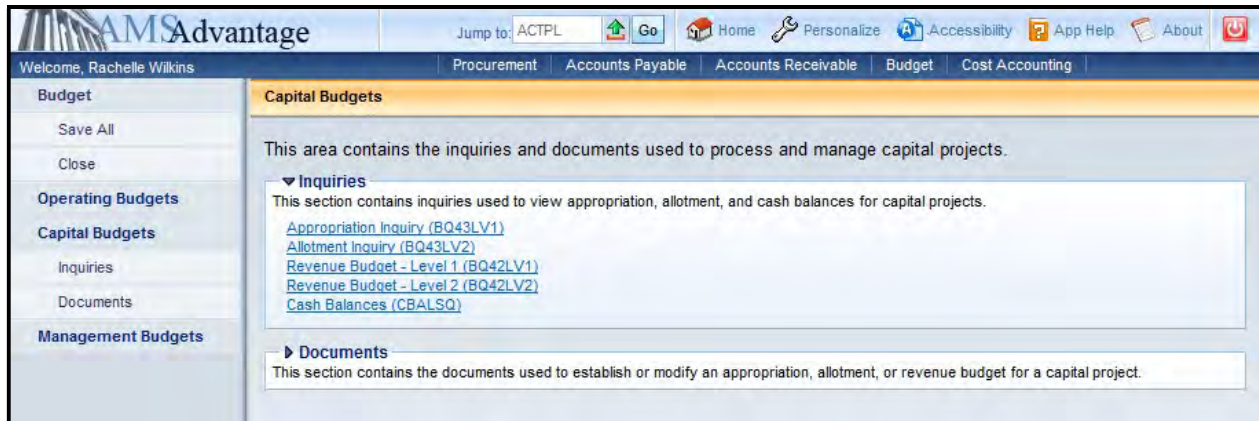 AMSAdvantage
Jump to: ACTPL Go Home Personalize Accessibility App Help About
Welcome, Rachelle Wilkins Procurement Accounts Payable Accounts Receivable Budget Cost Accounting
Budget
Save All
Close
Operating Budgets
Capital Budgets
Inquiries
Documents
Management Budgets
Capital Budgets
This area contains the inquiries and documents used to process and manage capital projects.
Inquiries
This section contains inquiries used to view appropriation, allotment, and cash balances for capital projects.
Appropriation Inquiry (BQ43LV1)
Allotment Inquiry (BQ43LV2)
Revenue Budget - Level 1 (BQ42LV1)
Revenue Budget - Level 2 (BQ42LV2)
Cash Balances (CBALSQ)
Documents
This section contains the documents used to establish or modify an appropriation, allotment, or revenue budget for a capital project.